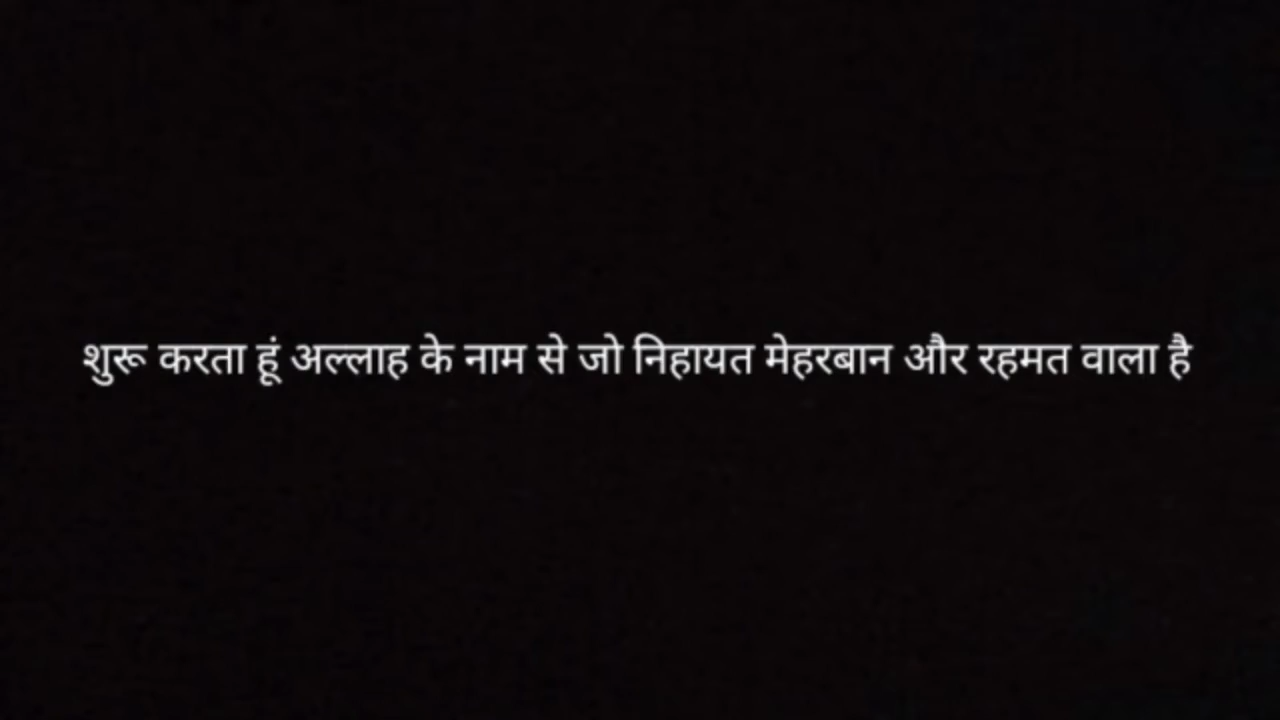 शुरू करता हूं अल्लाह के नाम से जो निहायत मेहरबान और रहमत वाला है